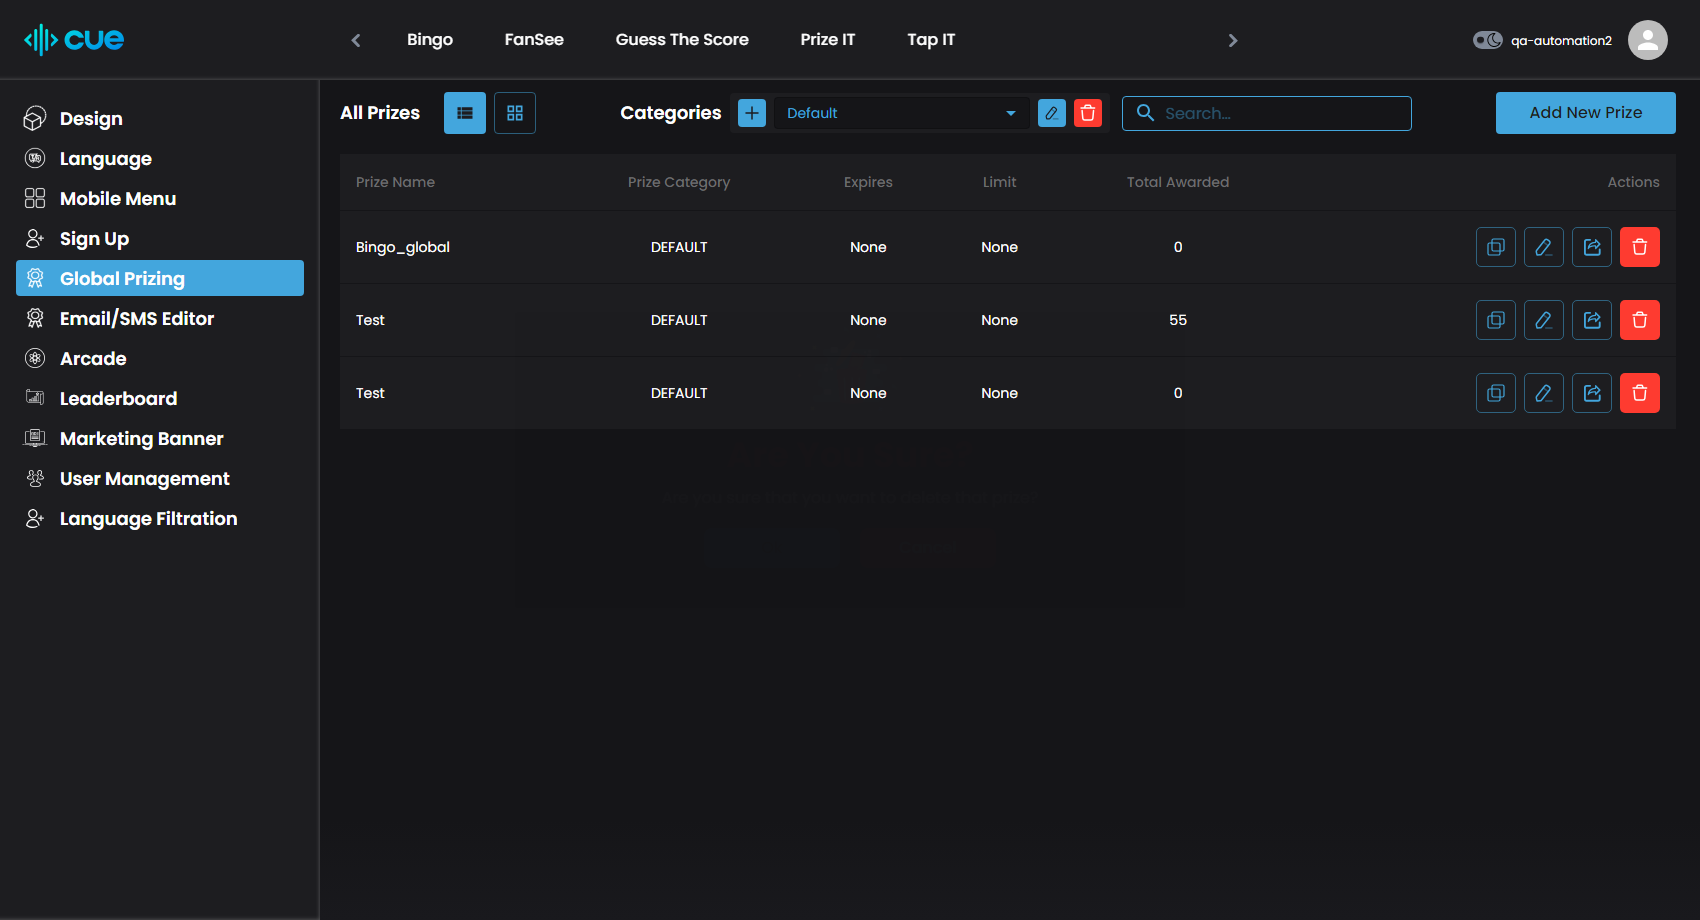 cue
Bingo
FanSee
Guess The Score
Prize IT
Tap IT
qa-automation2
Design
Language
Mobile Menu
Sign Up
Global Prizing
Email/SMS Editor
Arcade
Leaderboard
Marketing Banner
User Management
Language Filtration
All Prizes
Categories
Default
Search...
Add New Prize
Prize Name Prize Category Expires Limit Total Awarded Actions
Bingo_global DEFAULT None None 0
Test DEFAULT None None 55
Test DEFAULT None None 0